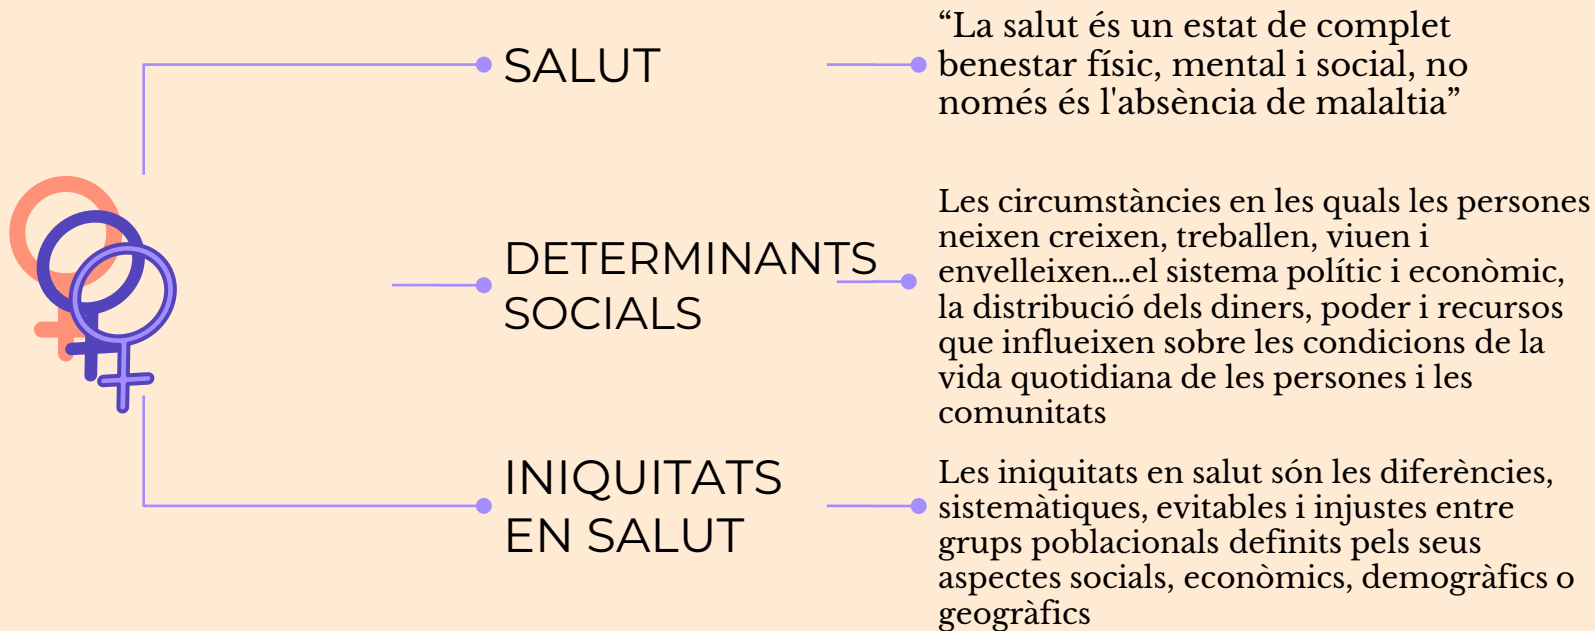 SALUT
“La salut és un estat de complet
benestar físic, mental i social, no
només és l'absència de malaltia”
DETERMINANTS
SOCIALS
Les circumstàncies en les quals les persones
neixen creixen, treballen, viuen i
envelleixen...el sistema polític i econòmic,
la distribució dels diners, poder i recursos
que influeixen sobre les condicions de la
vida quotidiana de les persones i les
comunitats
INIQUITATS
EN SALUT
Les iniquitats en salut són les diferències,
sistemàtiques, evitables i injustes entre
grups poblacionals definits pels seus
aspectes socials, econòmics, demogràfics o
geogràfics